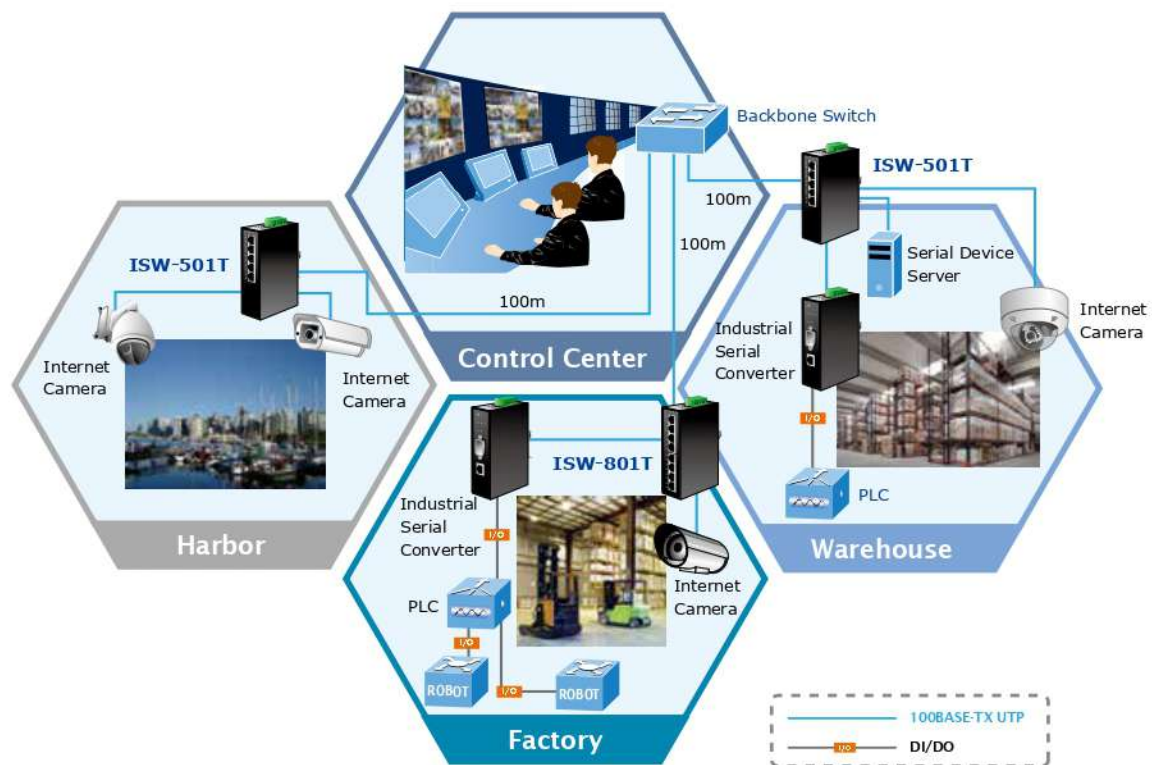 Backbone Switch
ISW-501T
100m
100m
100m
Control Center
ISW-501T
Internet
Camera
Internet
Camera
Harbor
Serial Device
Server
Industrial
Serial
Converter
Internet
Camera
I/O
PLC
Warehouse
ISW-801T
Industrial
Serial
Converter
I/O
PLC
I/O
ROBOT
I/O
ROBOT
Internet
Camera
Factory
100BASE-TX UTP
I/O
DI/DO